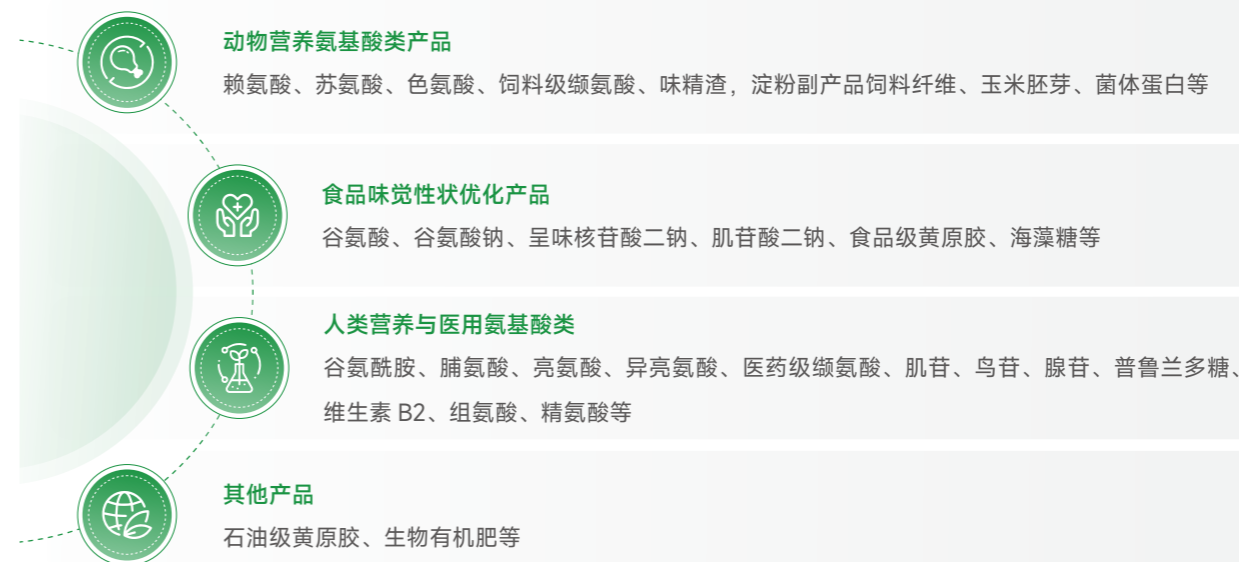 动物营养氨基酸类产品
赖氨酸、苏氨酸、色氨酸、饲料级缬氨酸、味精渣，淀粉副产品饲料纤维、玉米胚芽、菌体蛋白等
食品味觉性状优化产品
谷氨酸、谷氨酸钠、呈味核苷酸二钠、肌苷酸二钠、食品级黄原胶、海藻糖等
人类营养与医用氨基酸类
谷氨酰胺、脯氨酸、亮氨酸、异亮氨酸、医药级缬氨酸、肌苷、鸟苷、腺苷、普鲁兰多糖、
维生素 B2、组氨酸、精氨酸等
其他产品
石油级黄原胶、生物有机肥等